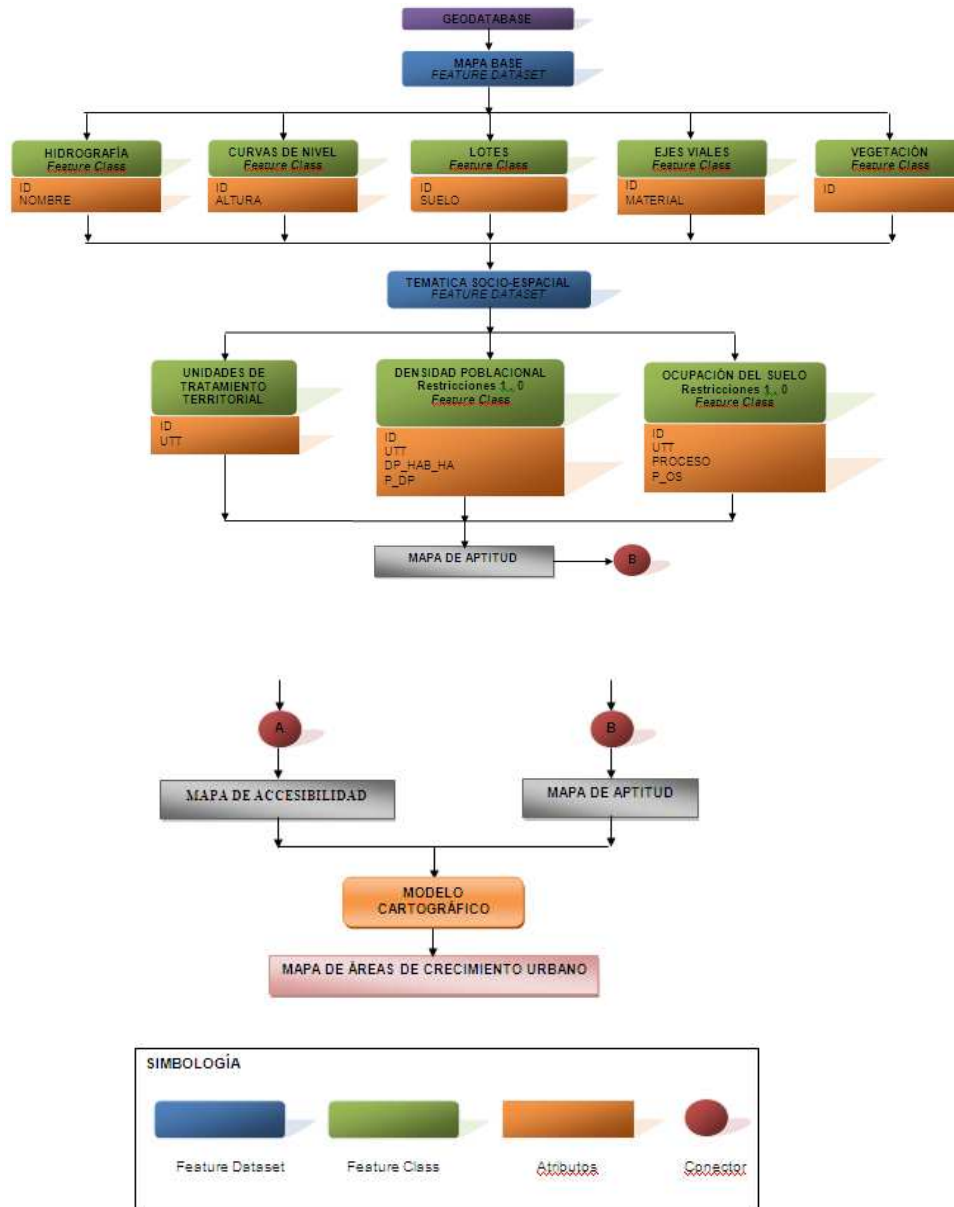 GEODATABASE
MAPA BASE
FEATURE DATASET
HIDROGRAFÍA
Feature Class
ID
NOMBRE
CURVAS DE NIVEL
Feature Class
ID
ALTURA
LOTES
Feature Class
ID
SUELO
EJES VIALES
Feature Class
ID
MATERIAL
VEGETACIÓN
Feature Class
ID
TEMÁTICA SOCIO-ESPACIAL
FEATURE DATASET
UNIDADES DE
TRATAMIENTO
TERRITORIAL
ID
UTT
DENSIDAD POBLACIONAL
Restricciones 1 , 0
Feature Class
ID
UTT
DP_HAB_HA
P_DP
OCUPACIÓN DEL SUELO
Restricciones 1 , 0
Feature Class
ID
UTT
PROCESO
P_OS
MAPA DE APTITUD
B
A
B
MAPA DE ACCESIBILIDAD
MAPA DE APTITUD
MODELO
CARTOGRÁFICO
MAPA DE ÁREAS DE CRECIMIENTO URBANO
SIMBOLOGÍA
Feature Dataset
Feature Class
Atributos
Conector